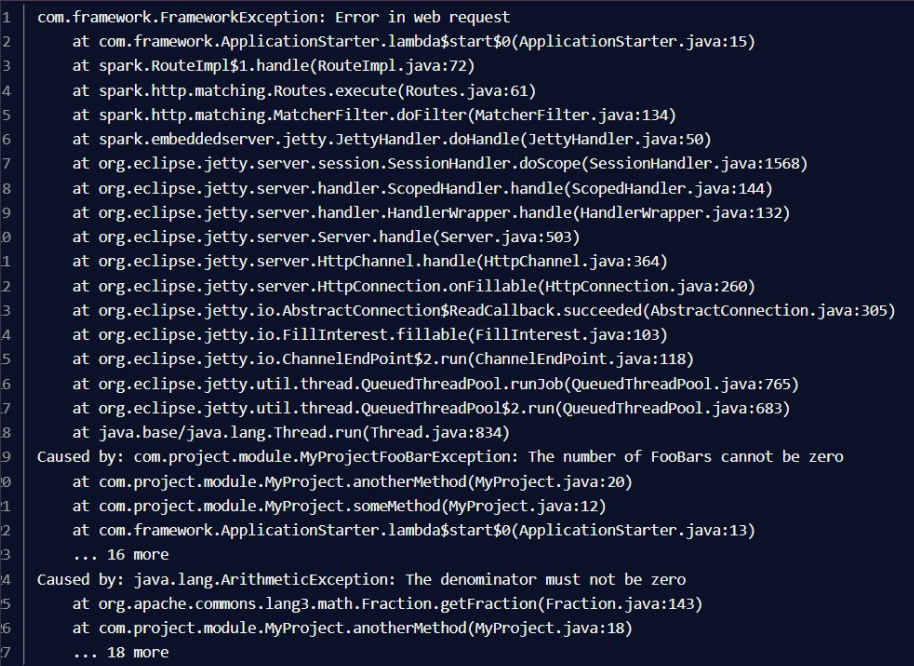 1 com.framework.FrameworkException: Error in web request
2 at com.framework.ApplicationStarter.lambda$start$0(ApplicationStarter.java:15)
3 at spark.RouteImpl$1.handle(RouteImpl.java:72)
4 at spark.http.matching.Routes.execute(Routes.java:61)
5 at spark.http.matching.MatcherFilter.doFilter(MatcherFilter.java:134)
6 at spark.embeddedserver.jetty.JettyHandler.doHandle(JettyHandler.java:50)
7 at org.eclipse.jetty.server.session.SessionHandler.doScope(SessionHandler.java:1568)
8 at org.eclipse.jetty.server.handler.ScopedHandler.handle(ScopedHandler.java:144)
9 at org.eclipse.jetty.server.handler.HandlerWrapper.handle(HandlerWrapper.java:132)
0 at org.eclipse.jetty.server.Server.handle(Server.java:503)
1 at org.eclipse.jetty.server.HttpChannel.handle(HttpChannel.java:364)
2 at org.eclipse.jetty.server.HttpConnection.onFillable(HttpConnection.java:260)
3 at org.eclipse.jetty.io.AbstractConnection$ReadCallback.succeeded(AbstractConnection.java:305)
4 at org.eclipse.jetty.io.FillInterest.fillable(FillInterest.java:103)
5 at org.eclipse.jetty.io.ChannelEndPoint$2.run(ChannelEndPoint.java:118)
6 at org.eclipse.jetty.util.thread.QueuedThreadPool.runJob(QueuedThreadPool.java:765)
7 at org.eclipse.jetty.util.thread.QueuedThreadPool$2.run(QueuedThreadPool.java:683)
8 at java.base/java.lang.Thread.run(Thread.java:834)
9 Caused by: com.project.module.MyProjectFooBarException: The number of FooBars cannot be zero
0 at com.project.module.MyProject.anotherMethod(MyProject.java:20)
1 at com.project.module.MyProject.someMethod(MyProject.java:12)
2 at com.framework.ApplicationStarter.lambda$start$0(ApplicationStarter.java:13)
3 ... 16 more
4 Caused by: java.lang.ArithmeticException: The denominator must not be zero
5 at org.apache.commons.lang3.math.Fraction.getFraction(Fraction.java:143)
6 at com.project.module.MyProject.anotherMethod(MyProject.java:18)
7 ... 18 more